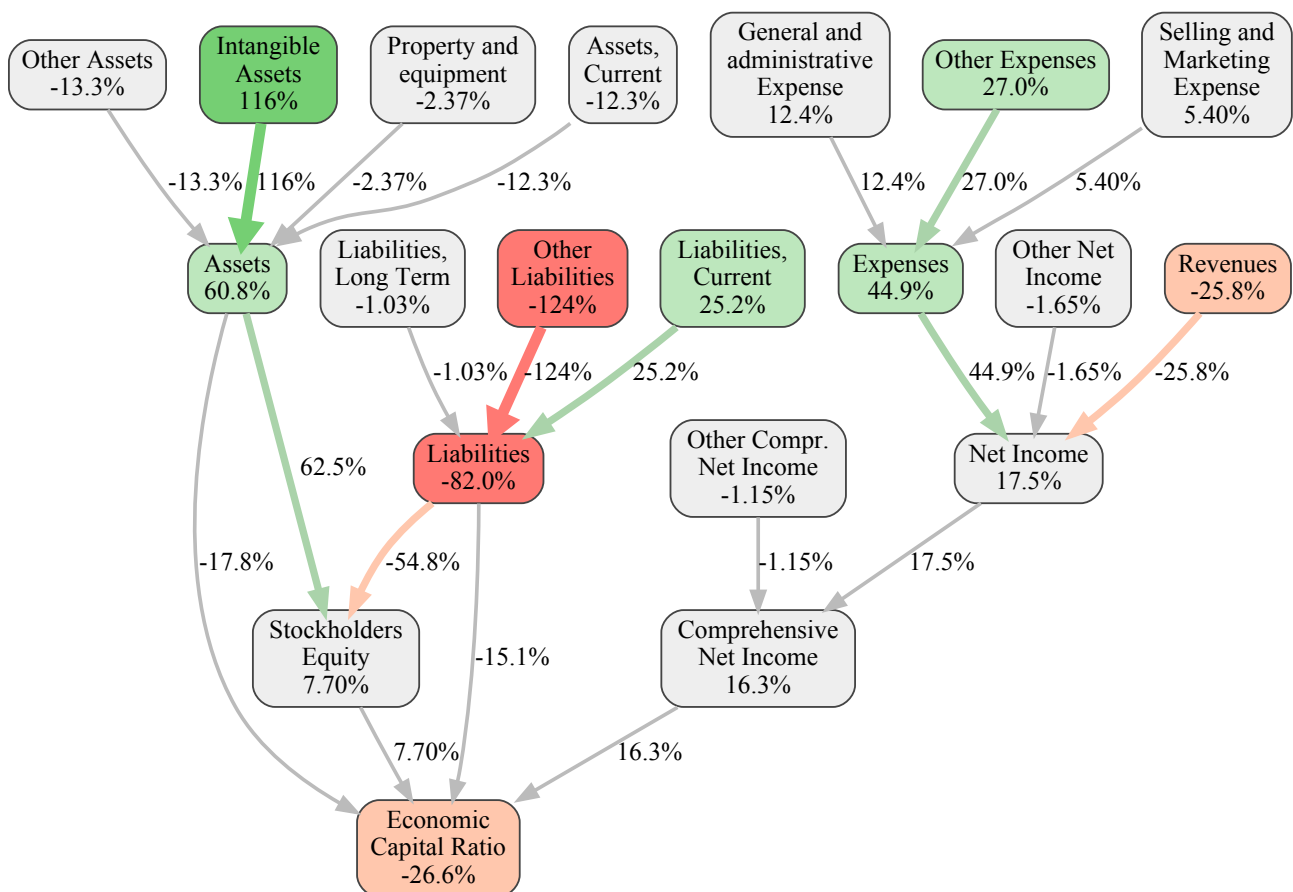 Other Assets
-13.3%
Intangible
Assets
116%
Property and
equipment
-2.37%
Assets,
Current
-12.3%
General and
administrative
Expense
12.4%
Other Expenses
27.0%
Selling and
Marketing
Expense
5.40%
-13.3%
116%
-2.37%
-12.3%
12.4%
27.0%
5.40%
Assets
60.8%
Liabilities,
Long Term
-1.03%
Other
Liabilities
-124%
Liabilities,
Current
25.2%
Expenses
44.9%
Other Net
Income
-1.65%
Revenues
-25.8%
-1.03%
-124%
25.2%
44.9%
-1.65%
-25.8%
62.5%
Liabilities
-82.0%
Other Compr.
Net Income
-1.15%
Net Income
17.5%
-17.8%
-54.8%
-15.1%
-1.15%
17.5%
Stockholders
Equity
7.70%
Comprehensive
Net Income
16.3%
7.70%
16.3%
Economic
Capital Ratio
-26.6%